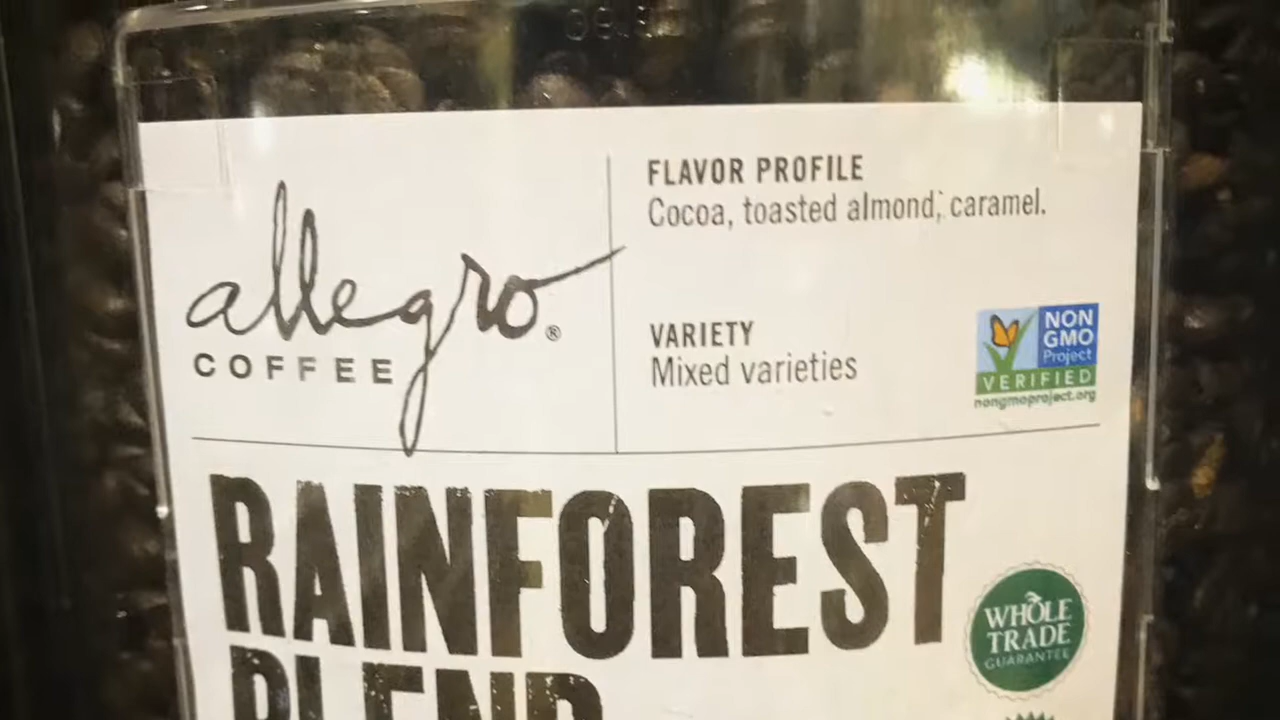 allegro®
COFFEE
FLAVOR PROFILE
Cocoa, toasted almond, caramel.
VARIETY
Mixed varieties
NON
GMO
Project
VERIFIED
nongmoproject.org
RAINFOREST
BLEND
WHOLE
TRADE
GUARANTEE